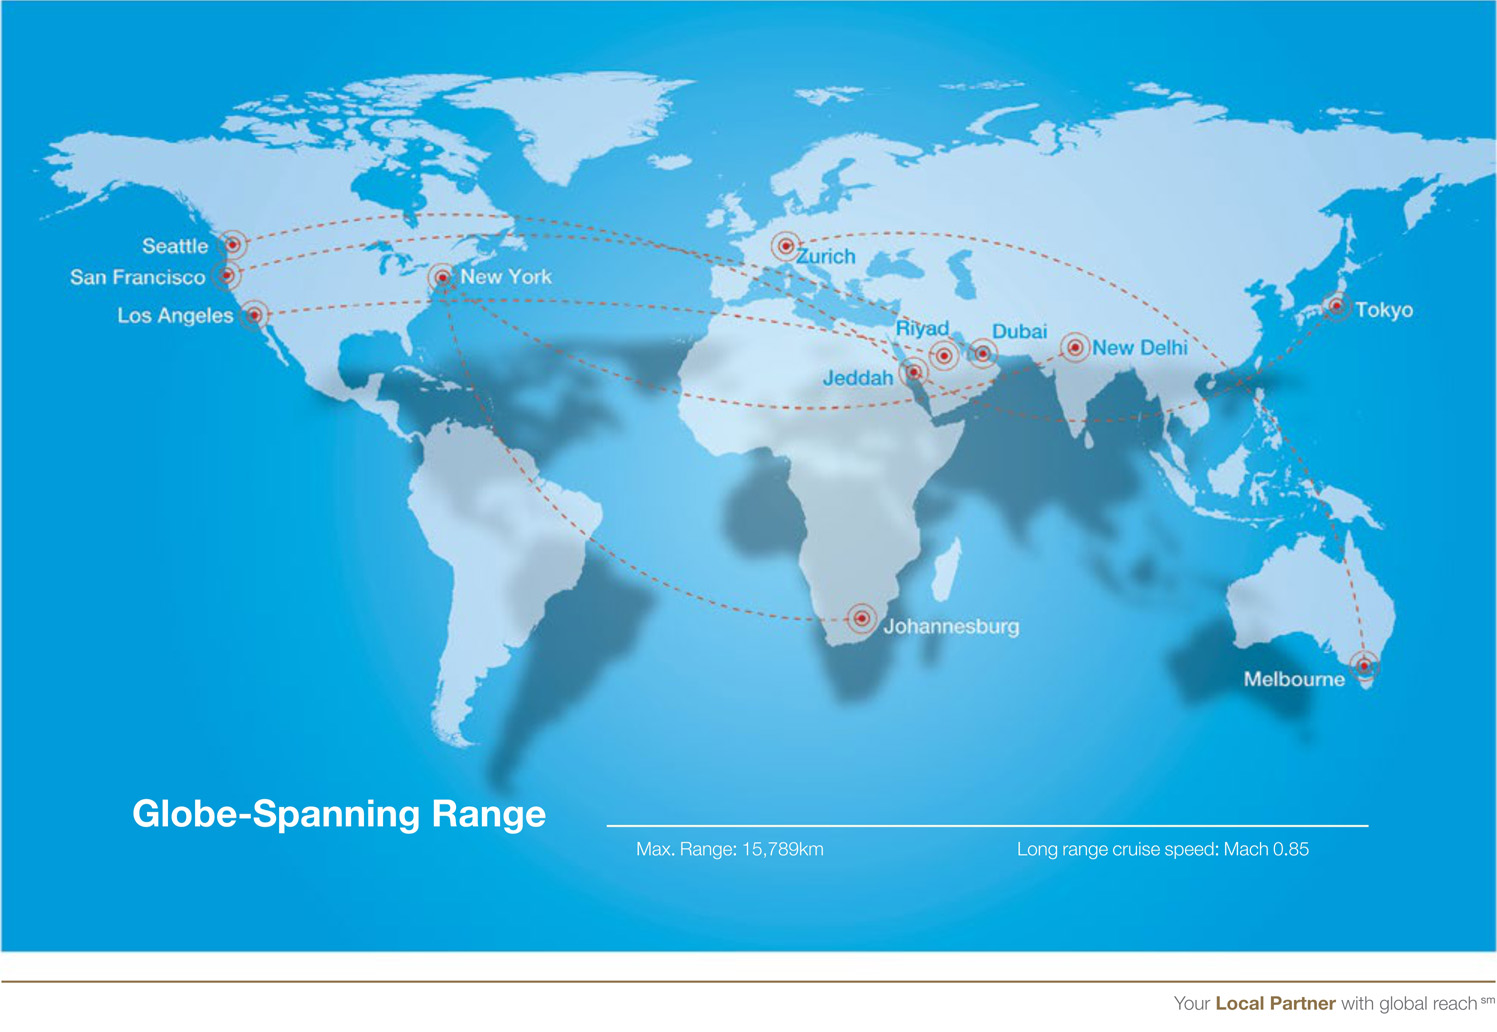 Seattle
San Francisco
Los Angeles
New York
Zurich
Riyad
Dubai
Jeddah
New Delhi
Tokyo
Johannesburg
Melbourne
Globe-Spanning Range
Max. Range: 15,789km
Long range cruise speed: Mach 0.85
Your Local Partner with global reach sm